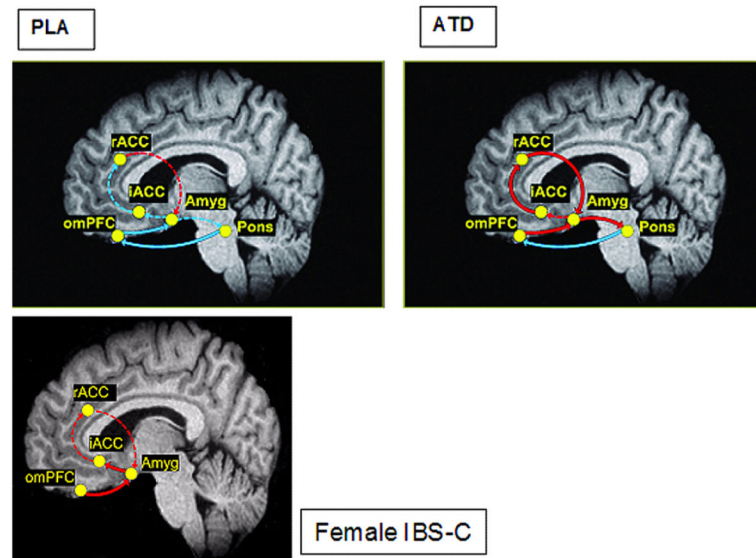 PLA
ATD
rACC
iACC
Amyg
omPFC
Pons
rACC
iACC
Amyg
omPFC
Pons
rACC
iACC
Amyg
omPFC
Female IBS-C